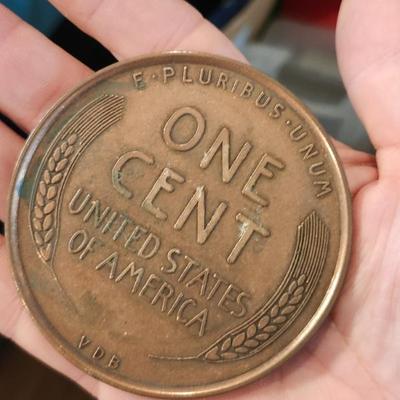 E·PLURIBUS·UNUM
ONE
CENT
UNITED STATES
OF AMERICA
VDB